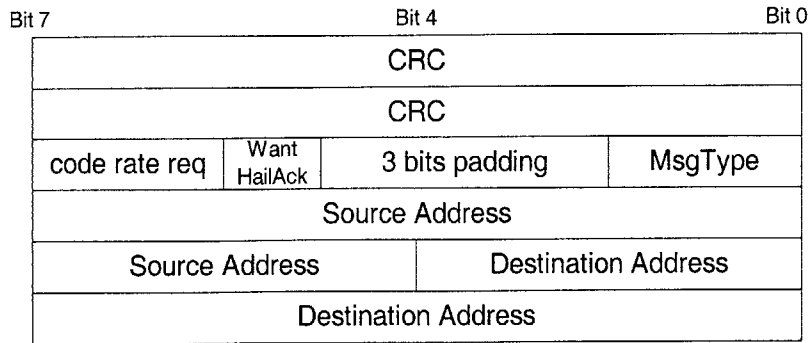 Bit 7 Bit 4 Bit 0
CRC
CRC
code rate req Want HailAck 3 bits padding MsgType
Source Address
Source Address Destination Address
Destination Address